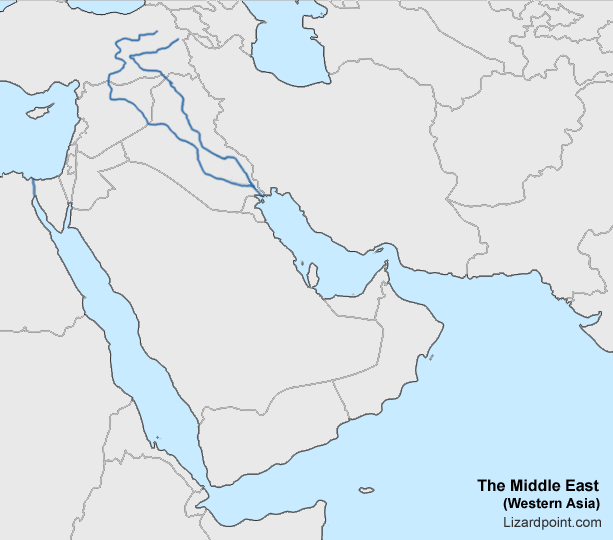 The Middle East
(Western Asia)
Lizardpoint.com